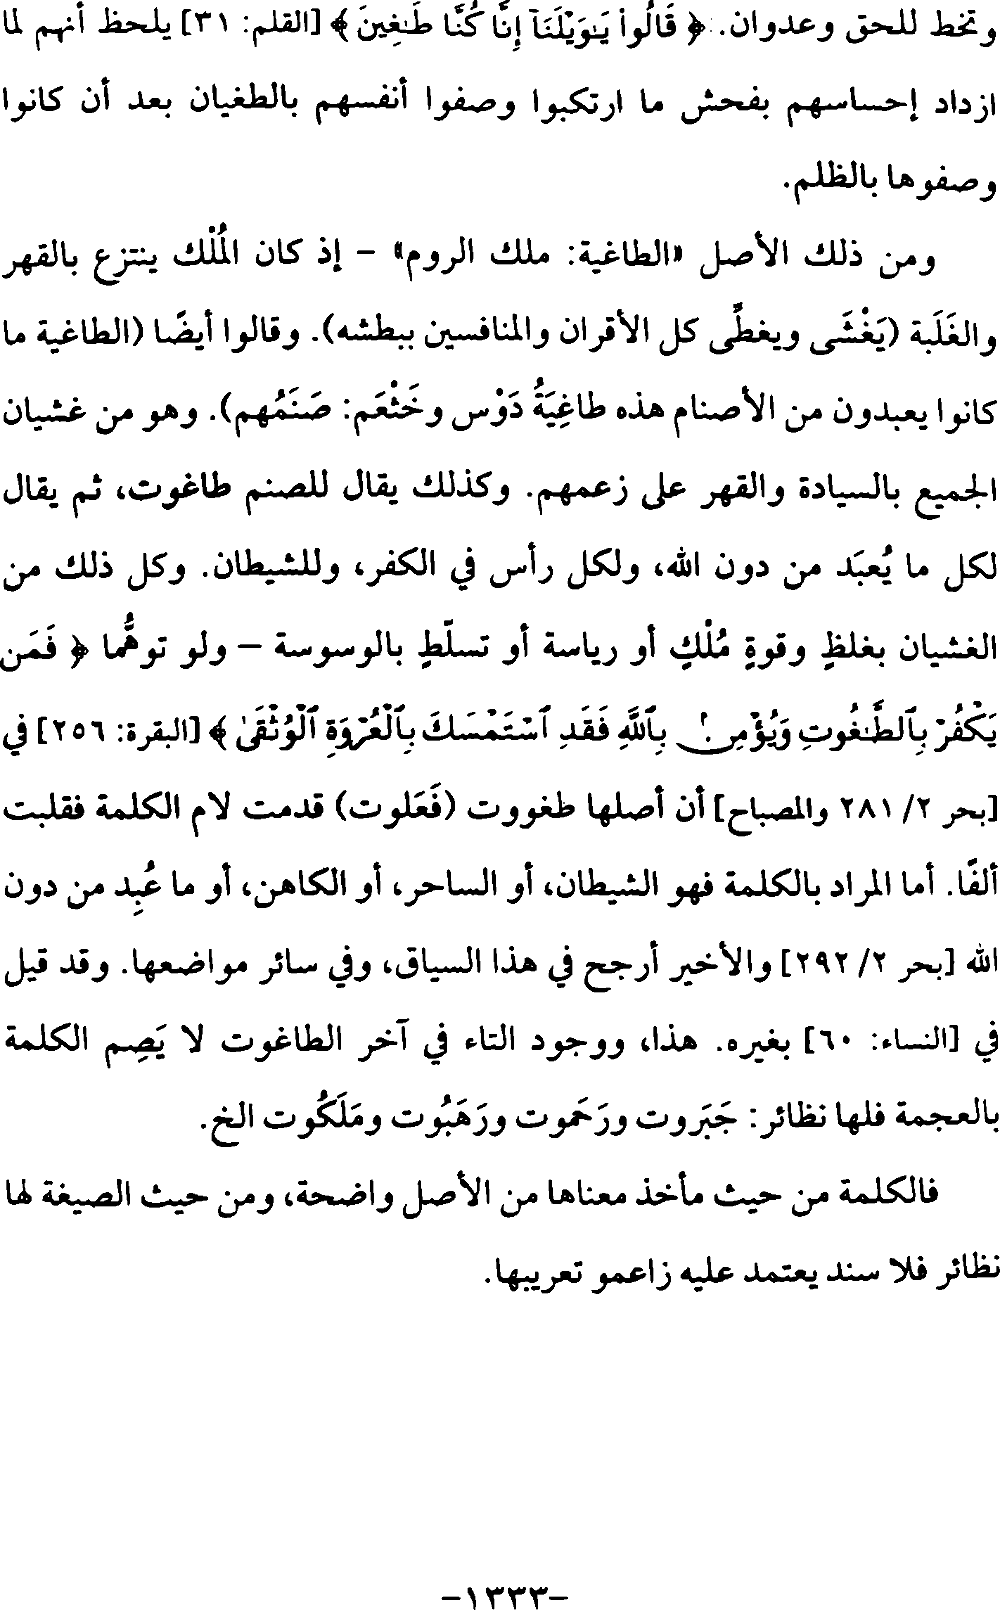 وتخط للحق وعدوان. ﴿ قَالُواْ يَـٰوَيْلَنَآ إِنَّا كُنَّا طَـٰغِينَ ﴾ [القلم: ٣١] يلحظ أنهم لما
ازداد إحساسهم بفحش ما ارتكبوا وصفوا أنفسهم بالطغيان بعد أن كانوا
وصفوها بالظلم.
ومن ذلك الأصل «الطاغية: ملك الروم» – إذ كان المُلْك ينتزع بالقهر
والغَلَبة (يَغْشَى ويغطِّى كل الأقران والمنافسين ببطشه). وقالوا أيضًا (الطاغية ما
كانوا يعبدون من الأصنام هذه طاغِيَةُ دَوْس وخَثْعَم: صَنَمُهم). وهو من غشيان
الجميع بالسيادة والقهر على زعمهم. وكذلك يقال للصنم طاغوت، ثم يقال
لكل ما يُعبَد من دون الله، ولكل رأس في الكفر، وللشيطان. وكل ذلك من
الغشيان بغلظٍ وقوةٍ مُلْكٍ أو رياسة أو تسلّطٍ بالوسوسة – ولو توهُّما ﴿ فَمَن
يَكْفُرْ بِٱلطَّـٰغُوتِ وَيُؤْمِنۢ بِٱللَّهِ فَقَدِ ٱسْتَمْسَكَ بِٱلْعُرْوَةِ ٱلْوُثْقَىٰ ﴾ [البقرة: ٢٥٦] في
[بحر ٢/ ٢٨١ والمصباح] أن أصلها طغووت (فَعَلوت) قدمت لام الكلمة فقلبت
ألفًا. أما المراد بالكلمة فهو الشيطان، أو الساحر، أو الكاهن، أو ما عُبِد من دون
الله [بحر ٢/ ٢٩٢] والأخير أرجح في هذا السياق، وفي سائر مواضعها. وقد قيل
في [النساء: ٦٠] بغيره. هذا، ووجود التاء في آخر الطاغوت لا يَصِم الكلمة
بالعجمة فلها نظائر: جَبَروت ورَحَموت ورَهَبُوت ومَلَكُوت الخ.
فالكلمة من حيث مأخذ معناها من الأصل واضحة، ومن حيث الصيغة لها
نظائر فلا سند يعتمد عليه زاعمو تعريبها.
-١٣٣٣-